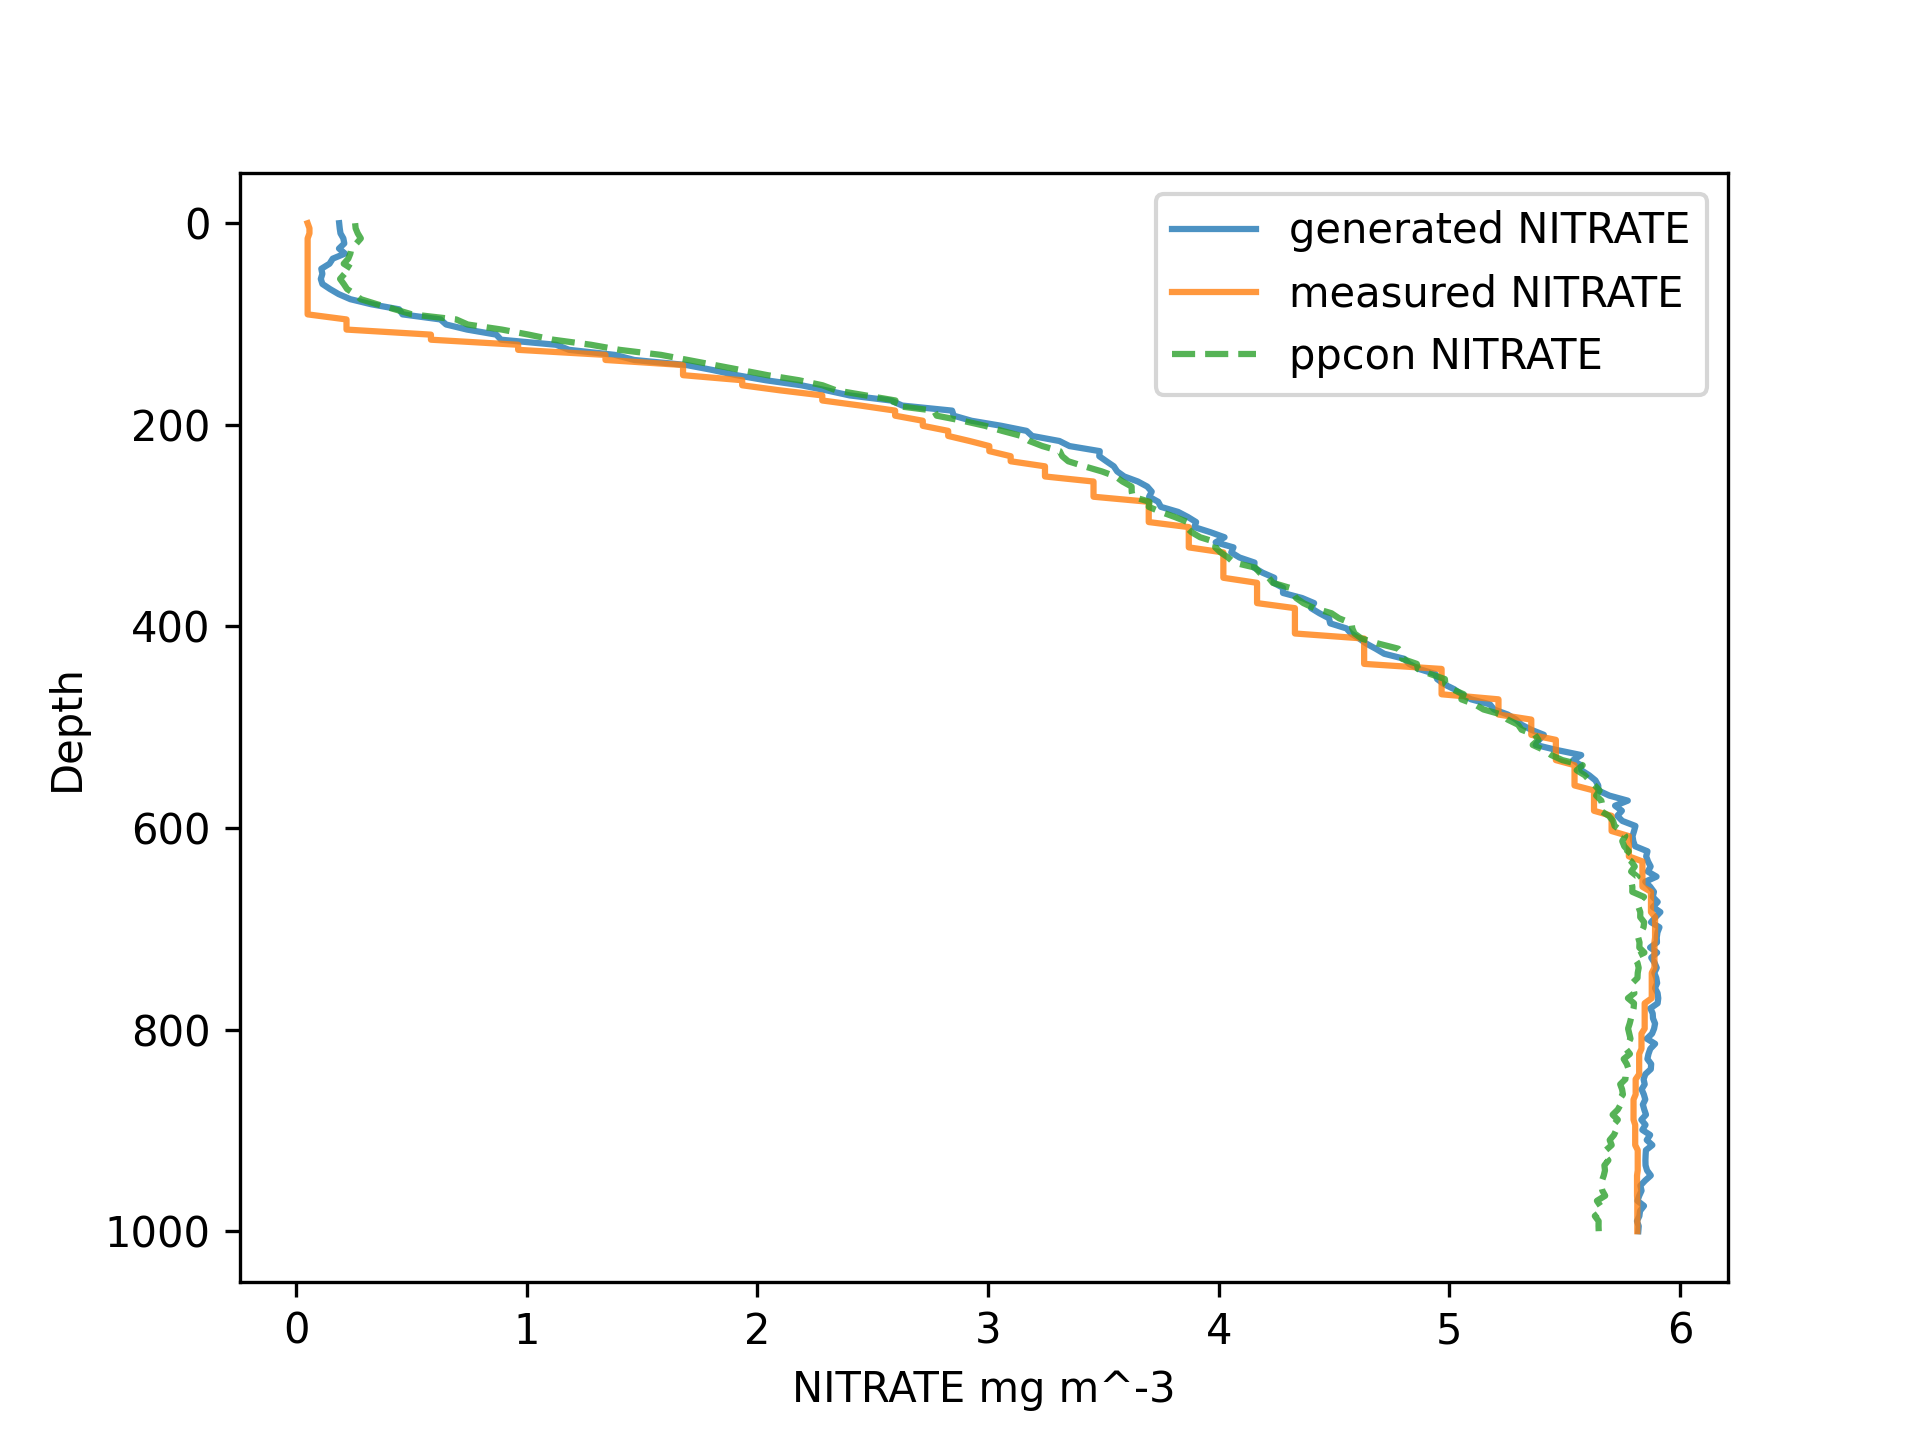 generated NITRATE
measured NITRATE
ppcon NITRATE
0
200
400
600
800
1000
Depth
0 1 2 3 4 5 6
NITRATE mg m^-3